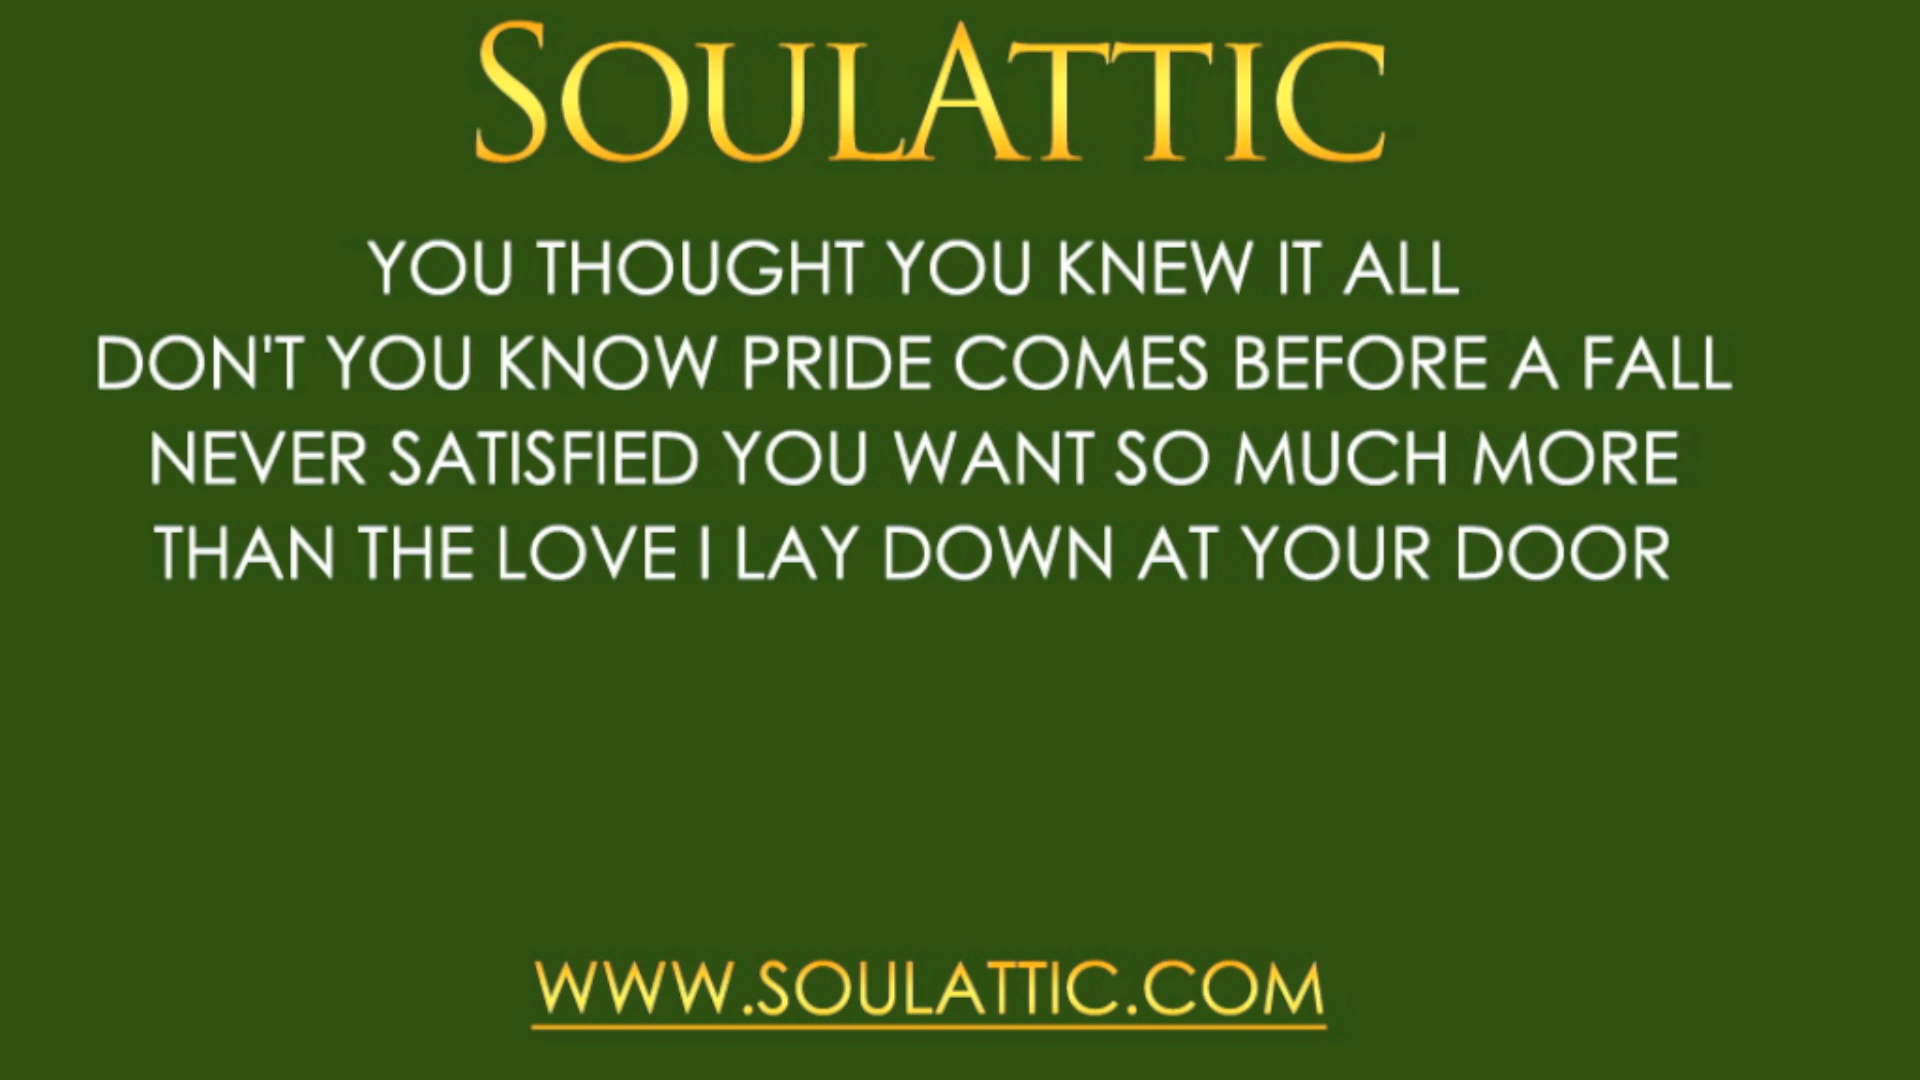 SOULATTIC
YOU THOUGHT YOU KNEW IT ALL
DON'T YOU KNOW PRIDE COMES BEFORE A FALL
NEVER SATISFIED YOU WANT SO MUCH MORE
THAN THE LOVE I LAY DOWN AT YOUR DOOR
WWW.SOULATTIC.COM